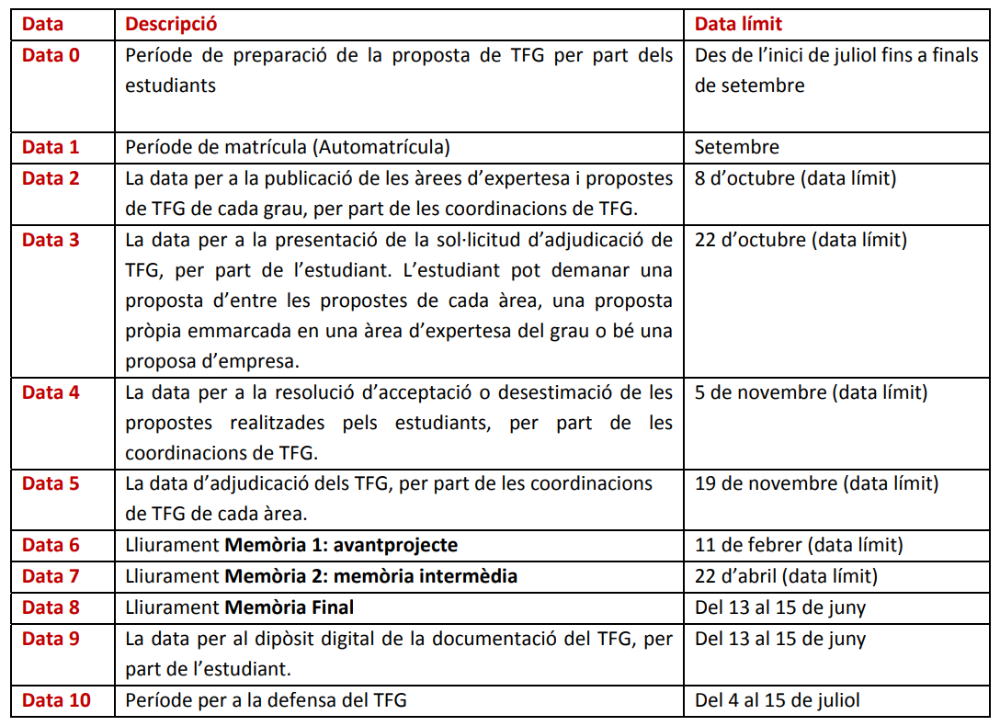 Data Descripció Data límit
Data 0 Període de preparació de la proposta de TFG per part dels Des de l’inici de juliol fins a finals
estudiants de setembre
Data 1 Període de matrícula (Automatrícula) Setembre
Data 2 La data per a la publicació de les àrees d’expertesa i propostes 8 d’octubre (data límit)
de TFG de cada grau, per part de les coordinacions de TFG.
Data 3 La data per a la presentació de la sol·licitud d’adjudicació de 22 d’octubre (data límit)
TFG, per part de l’estudiant. L’estudiant pot demanar una
proposta d’entre les propostes de cada àrea, una proposta
pròpia emmarcada en una àrea d’expertesa del grau o bé una
proposa d’empresa.
Data 4 La data per a la resolució d’acceptació o desestimació de les 5 de novembre (data límit)
propostes realitzades pels estudiants, per part de les
coordinacions de TFG.
Data 5 La data d’adjudicació dels TFG, per part de les coordinacions 19 de novembre (data límit)
de TFG de cada àrea.
Data 6 Lliurament Memòria 1: avantprojecte 11 de febrer (data límit)
Data 7 Lliurament Memòria 2: memòria intermèdia 22 d’abril (data límit)
Data 8 Lliurament Memòria Final Del 13 al 15 de juny
Data 9 La data per al dipòsit digital de la documentació del TFG, per Del 13 al 15 de juny
part de l’estudiant.
Data 10 Període per a la defensa del TFG Del 4 al 15 de juliol